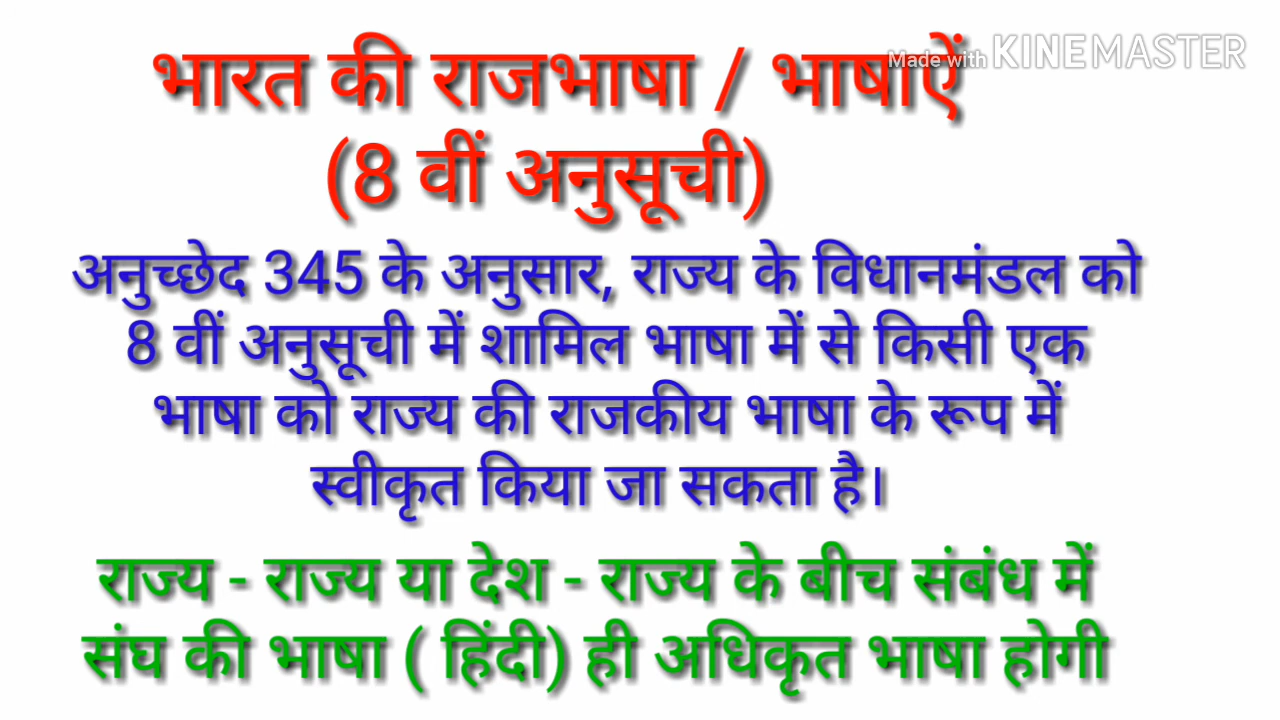 भारत की राजभाषा / भाषाऐं
Made with KINEMASTER
(8 वीं अनुसूची)
अनुच्छेद 345 के अनुसार, राज्य के विधानमंडल को
8 वीं अनुसूची में शामिल भाषा में से किसी एक
भाषा को राज्य की राजकीय भाषा के रूप में
स्वीकृत किया जा सकता है।
राज्य - राज्य या देश - राज्य के बीच संबंध में
संघ की भाषा ( हिंदी) ही अधिकृत भाषा होगी